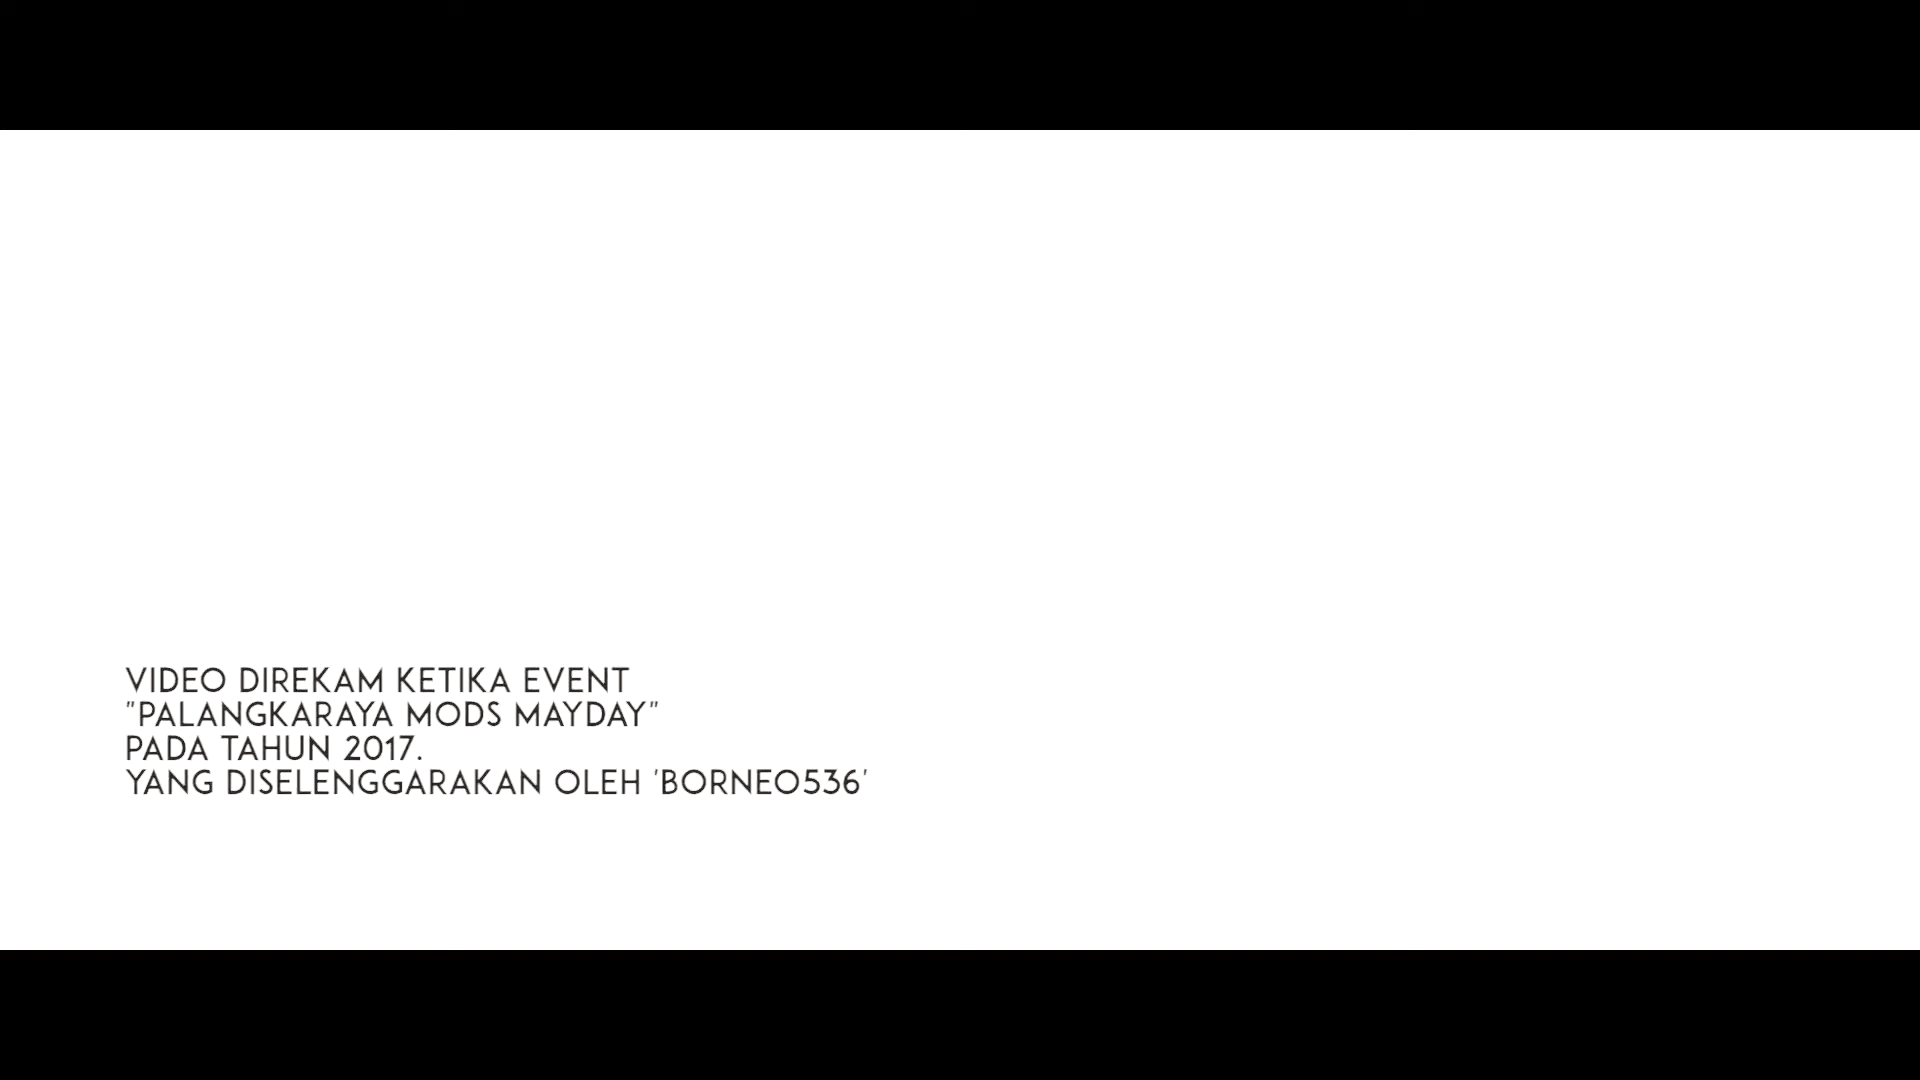 VIDEO DIREKAM KETIKA EVENT
"PALANGKARAYA MODS MAYDAY"
PADA TAHUN 2017.
YANG DISELENGGARAKAN OLEH 'BORNEO536'